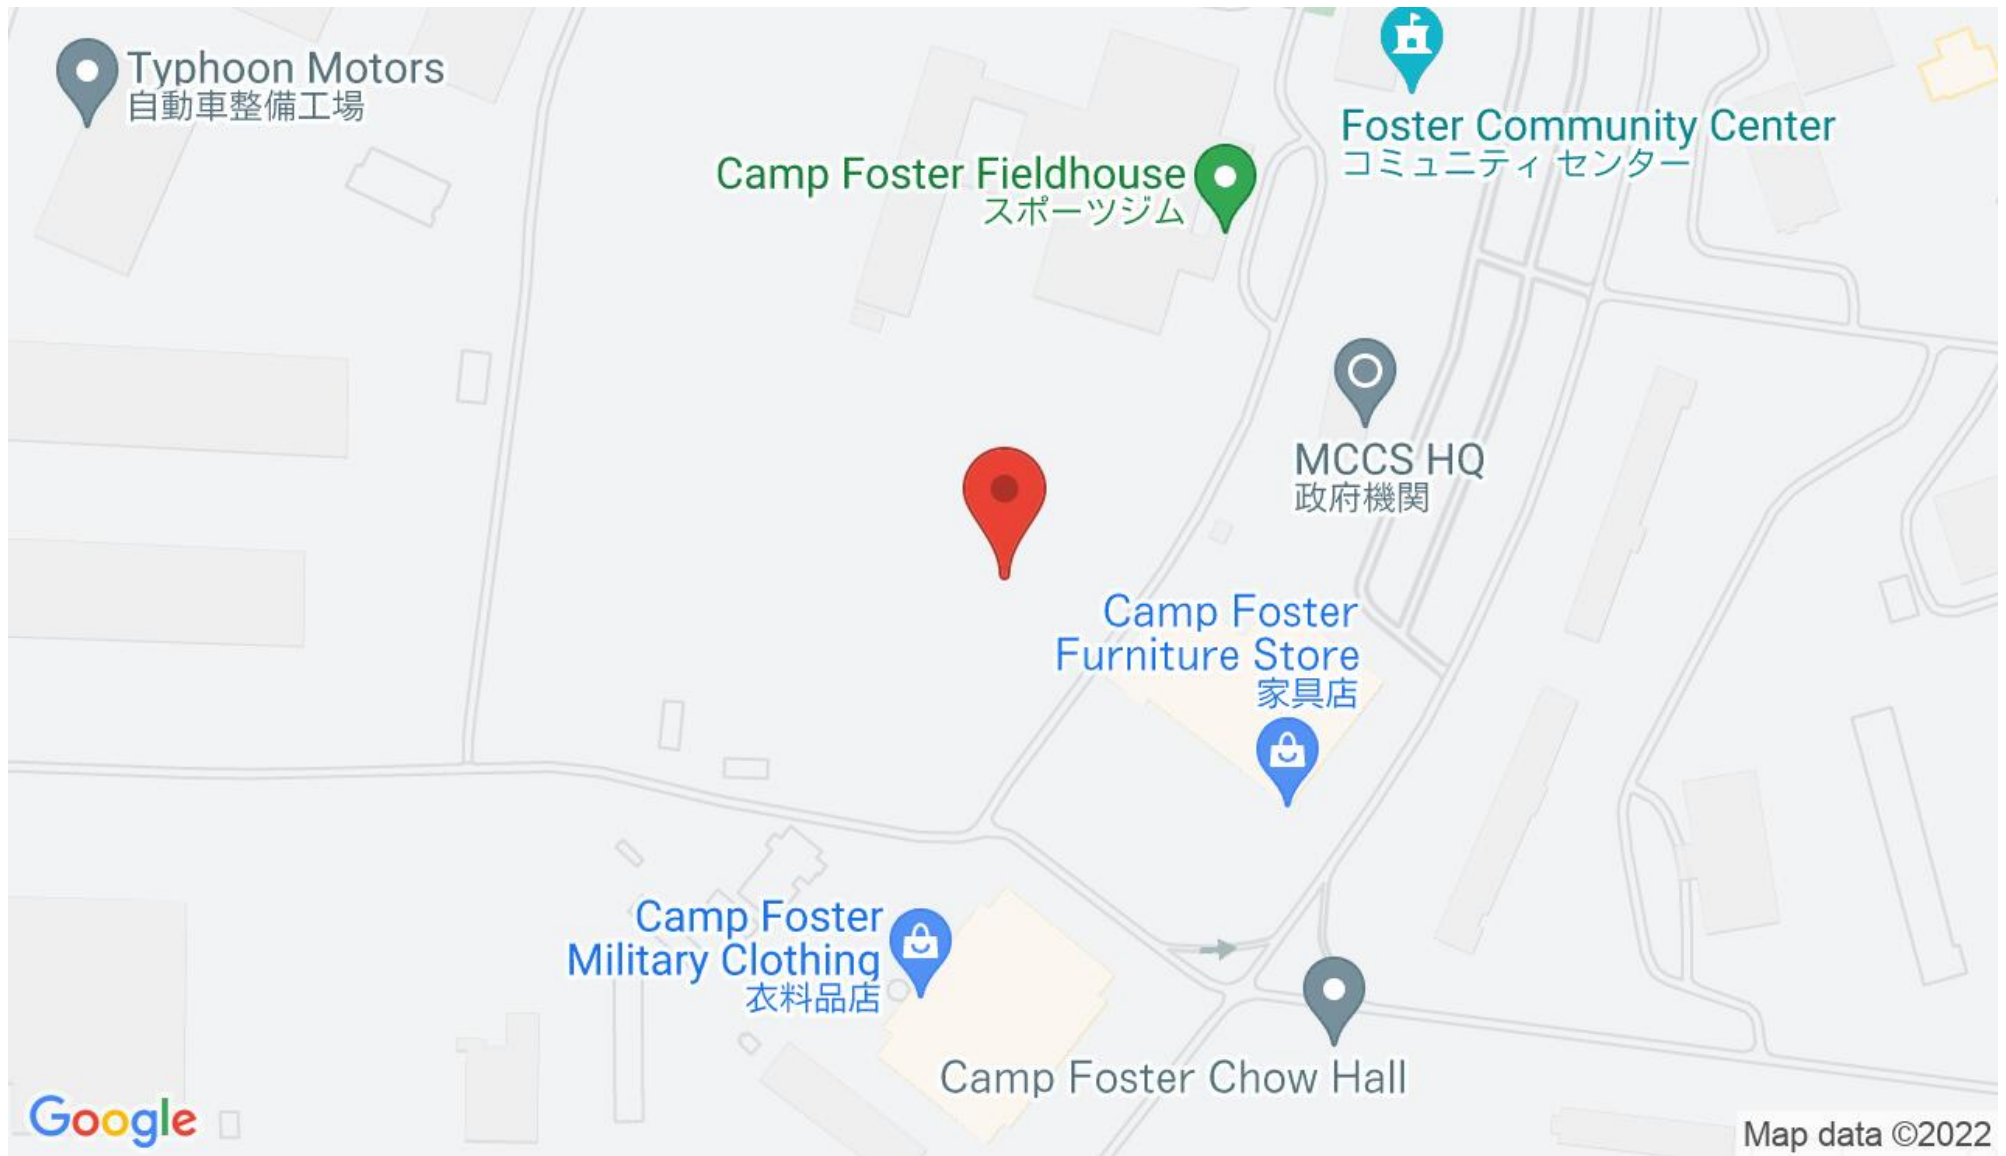 Typhoon Motors
自動車整備工場
Foster Community Center
コミュニティ センター
Camp Foster Fieldhouse
スポーツジム
MCCS HQ
政府機関
Camp Foster
Furniture Store
家具店
Camp Foster
Military Clothing
衣料品店
Camp Foster Chow Hall
Google
Map data ©2022